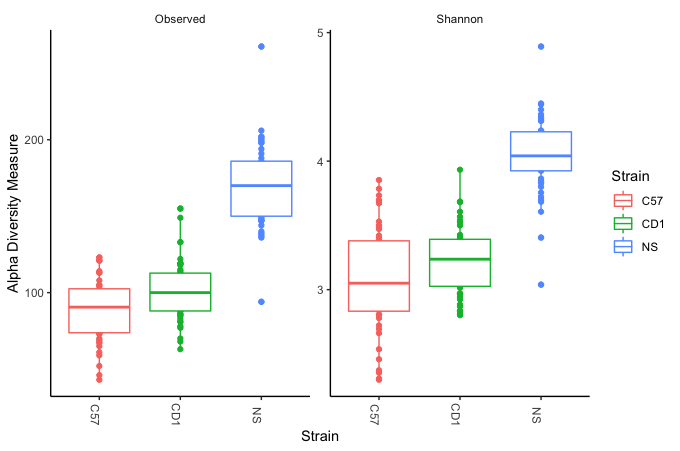 Observed
Shannon
Alpha Diversity Measure
200
100
5
4
3
C57
CD1
NS
C57
CD1
NS
Strain
Strain
C57
CD1
NS